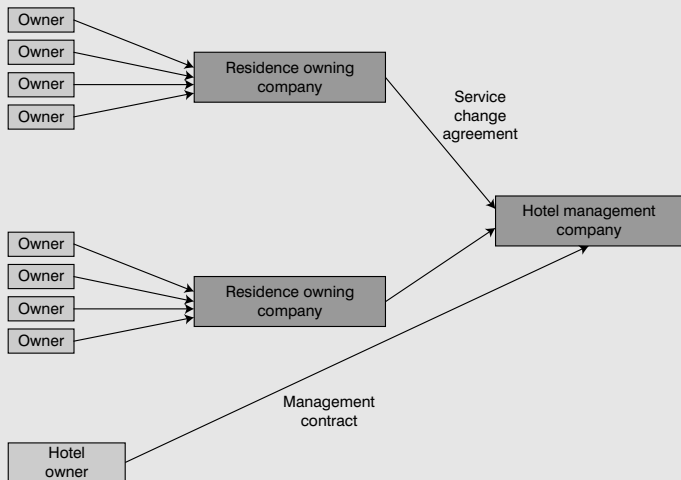 Owner
Owner
Owner
Owner
Residence owning
company
Service
change
agreement
Hotel management
company
Owner
Owner
Owner
Owner
Residence owning
company
Management
contract
Hotel
owner